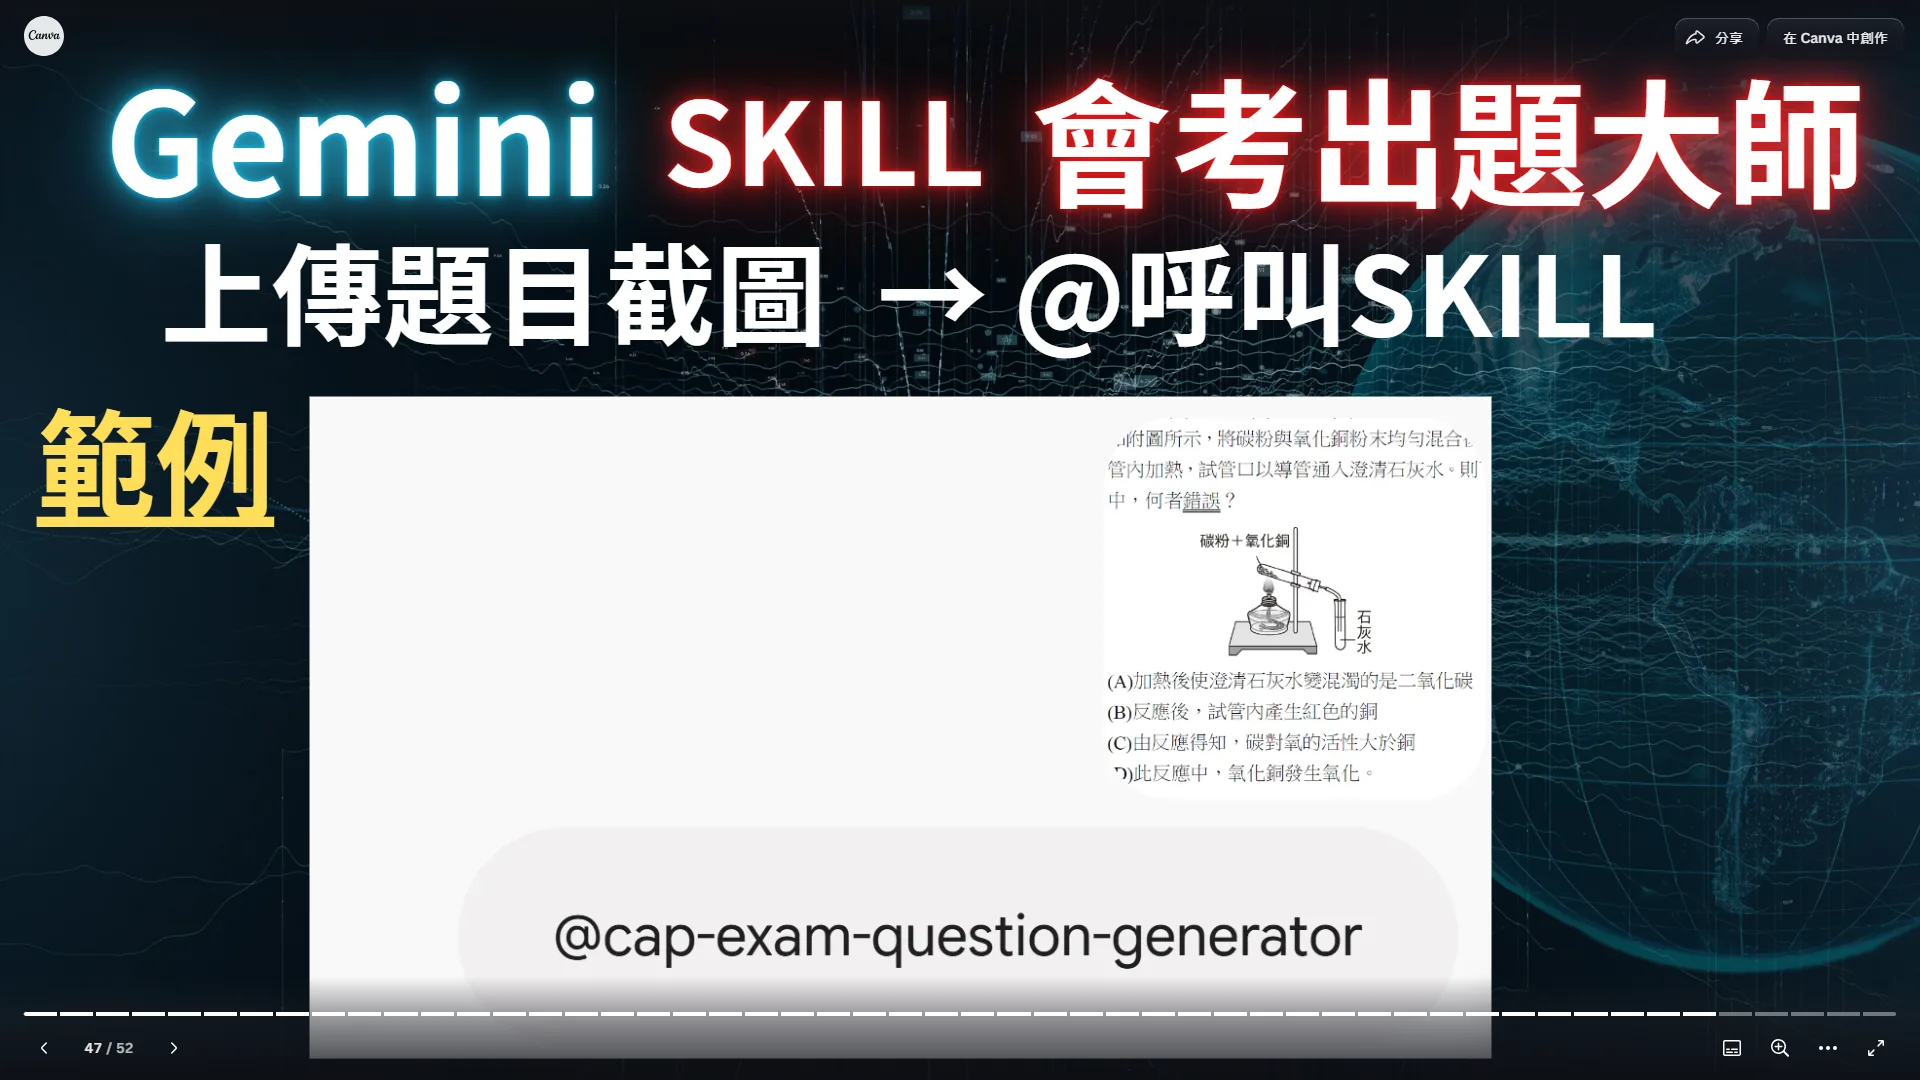 Canva
分享
在 Canva 中創作
Gemini SKILL 會考出題大師
上傳題目截圖 → @呼叫SKILL
範例
附圖所示，將碳粉與氧化銅粉末均勻混合
管內加熱，試管口以導管通入澄清石灰水。則
中，何者錯誤？
碳粉＋氧化銅
石灰水
(A)加熱後使澄清石灰水變混濁的是二氧化碳
(B)反應後，試管內產生紅色的銅
(C)由反應得知，碳對氧的活性大於銅
D)此反應中，氧化銅發生氧化。
@cap-exam-question-generator
47 / 52